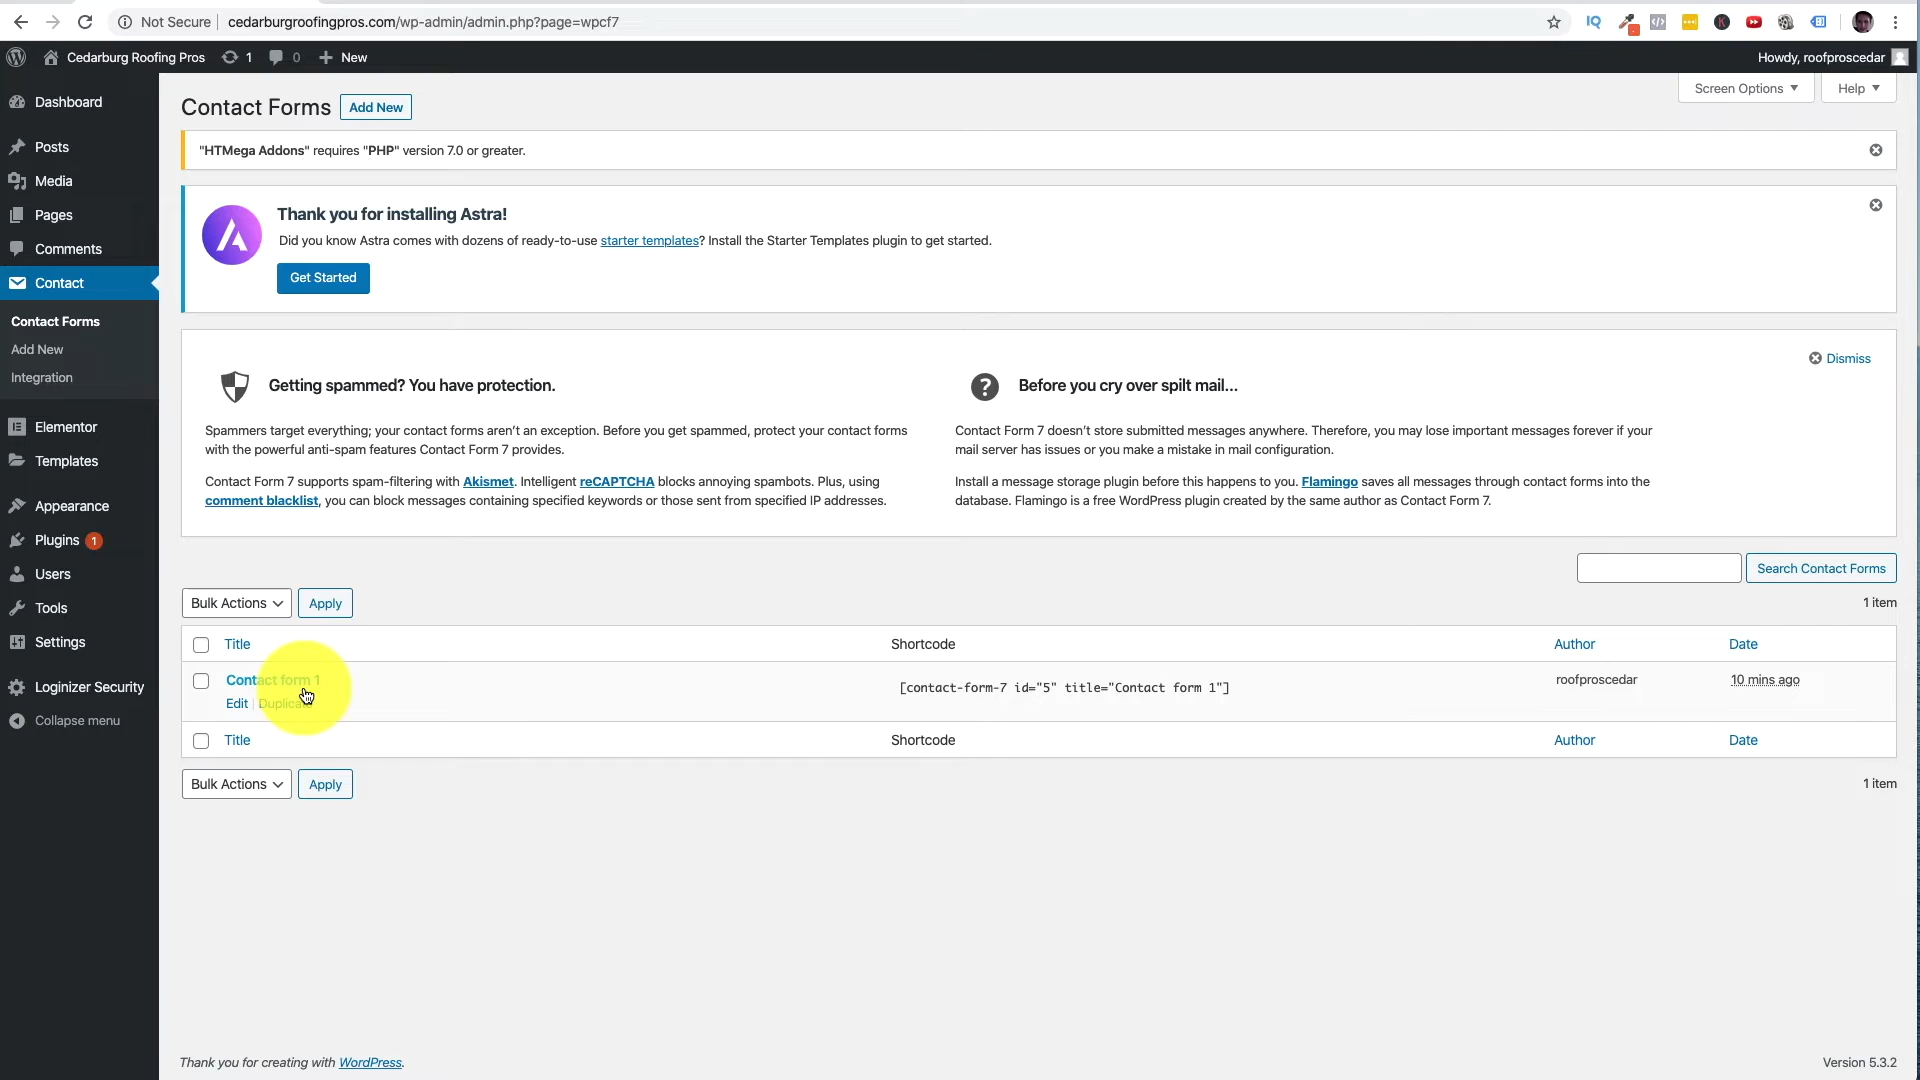 Not Secure cedarburgroofingpros.com/wp-admin/admin.php?page=wpcf7
IQ
Cedarburg Roofing Pros 1 0 New Howdy, roofproscedar
Screen Options Help
Dashboard
Posts
Media
Pages
Comments
Contact
Contact Forms
Add New
Integration
Elementor
Templates
Appearance
Plugins 1
Users
Tools
Settings
Loginizer Security
Collapse menu
Contact Forms Add New
"HTMega Addons" requires "PHP" version 7.0 or greater.
Thank you for installing Astra!
Did you know Astra comes with dozens of ready-to-use starter templates? Install the Starter Templates plugin to get started.
Get Started
Dismiss
Getting spammed? You have protection.
Spammers target everything; your contact forms aren't an exception. Before you get spammed, protect your contact forms
with the powerful anti-spam features Contact Form 7 provides.
Contact Form 7 supports spam-filtering with Akismet. Intelligent reCAPTCHA blocks annoying spambots. Plus, using
comment blacklist, you can block messages containing specified keywords or those sent from specified IP addresses.
Before you cry over spilt mail...
Contact Form 7 doesn't store submitted messages anywhere. Therefore, you may lose important messages forever if your
mail server has issues or you make a mistake in mail configuration.
Install a message storage plugin before this happens to you. Flamingo saves all messages through contact forms into the
database. Flamingo is a free WordPress plugin created by the same author as Contact Form 7.
Search Contact Forms
Bulk Actions Apply 1 item
Title Shortcode Author Date
Contact form 1 [contact-form-7 id="5" title="Contact form 1"] roofproscedar 10 mins ago
Edit | Duplicate
Title Shortcode Author Date
Bulk Actions Apply 1 item
Thank you for creating with WordPress. Version 5.3.2